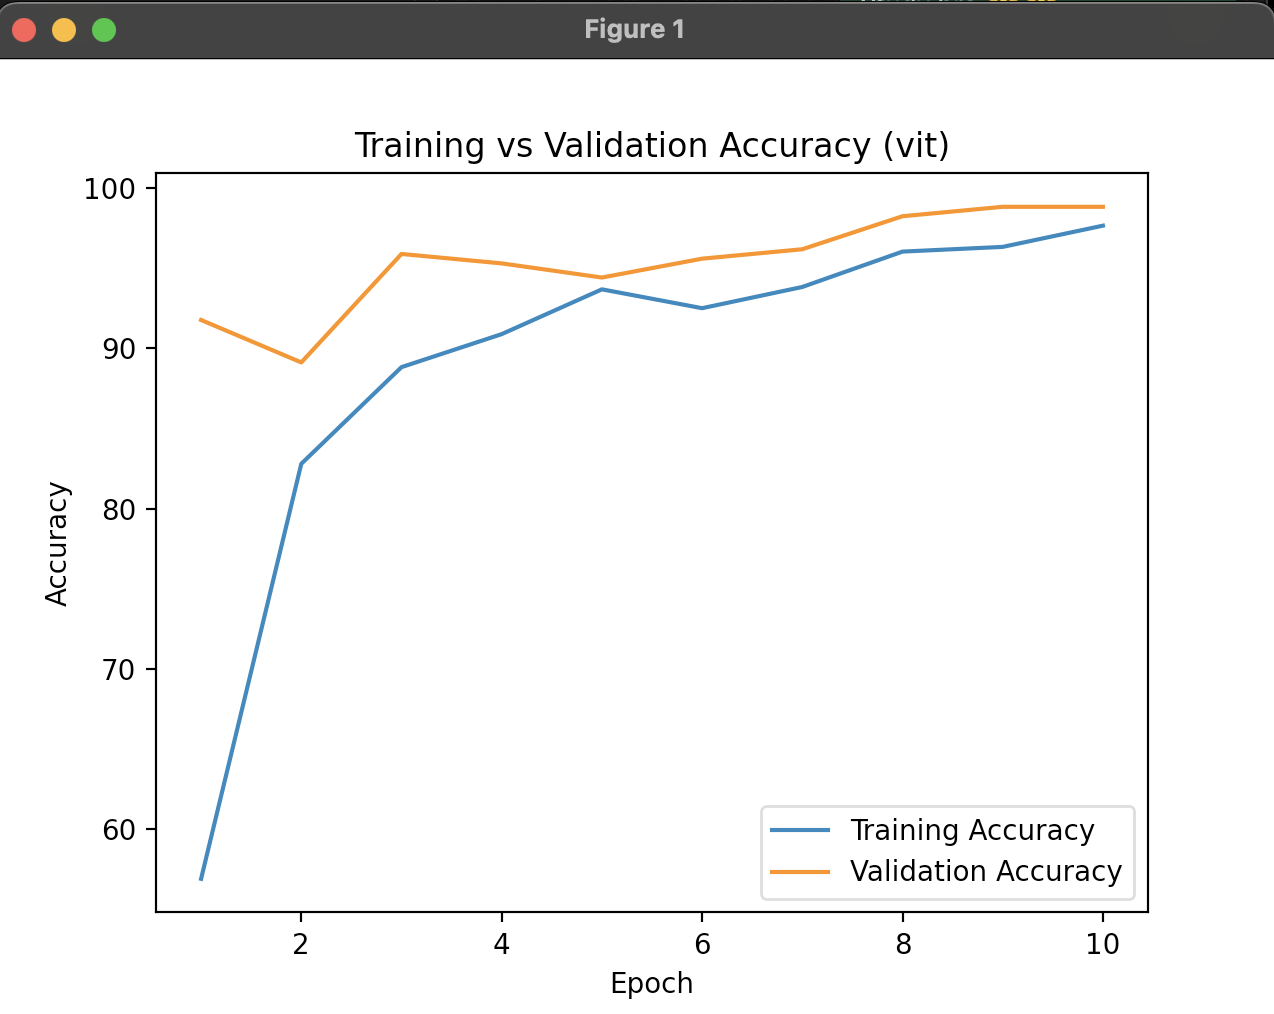 Figure 1
Training vs Validation Accuracy (vit)
100
90
80
70
60
Accuracy
Training Accuracy
Validation Accuracy
2 4 6 8 10
Epoch